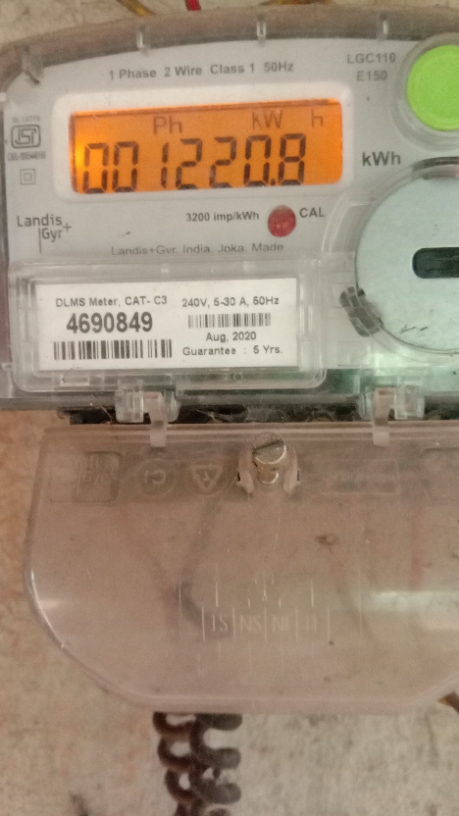 1 Phase 2 Wire Class 1 50Hz
LGC110
E150
Ph kW h
001220.8
kWh
Landis
Gyr+
3200 imp/kWh
CAL
Landis+Gyr, India, Joka, Made
DLMS Meter, CAT- C3
4690849
240V, 5-30 A, 50Hz
Aug, 2020
Guarantee : 5 Yrs.